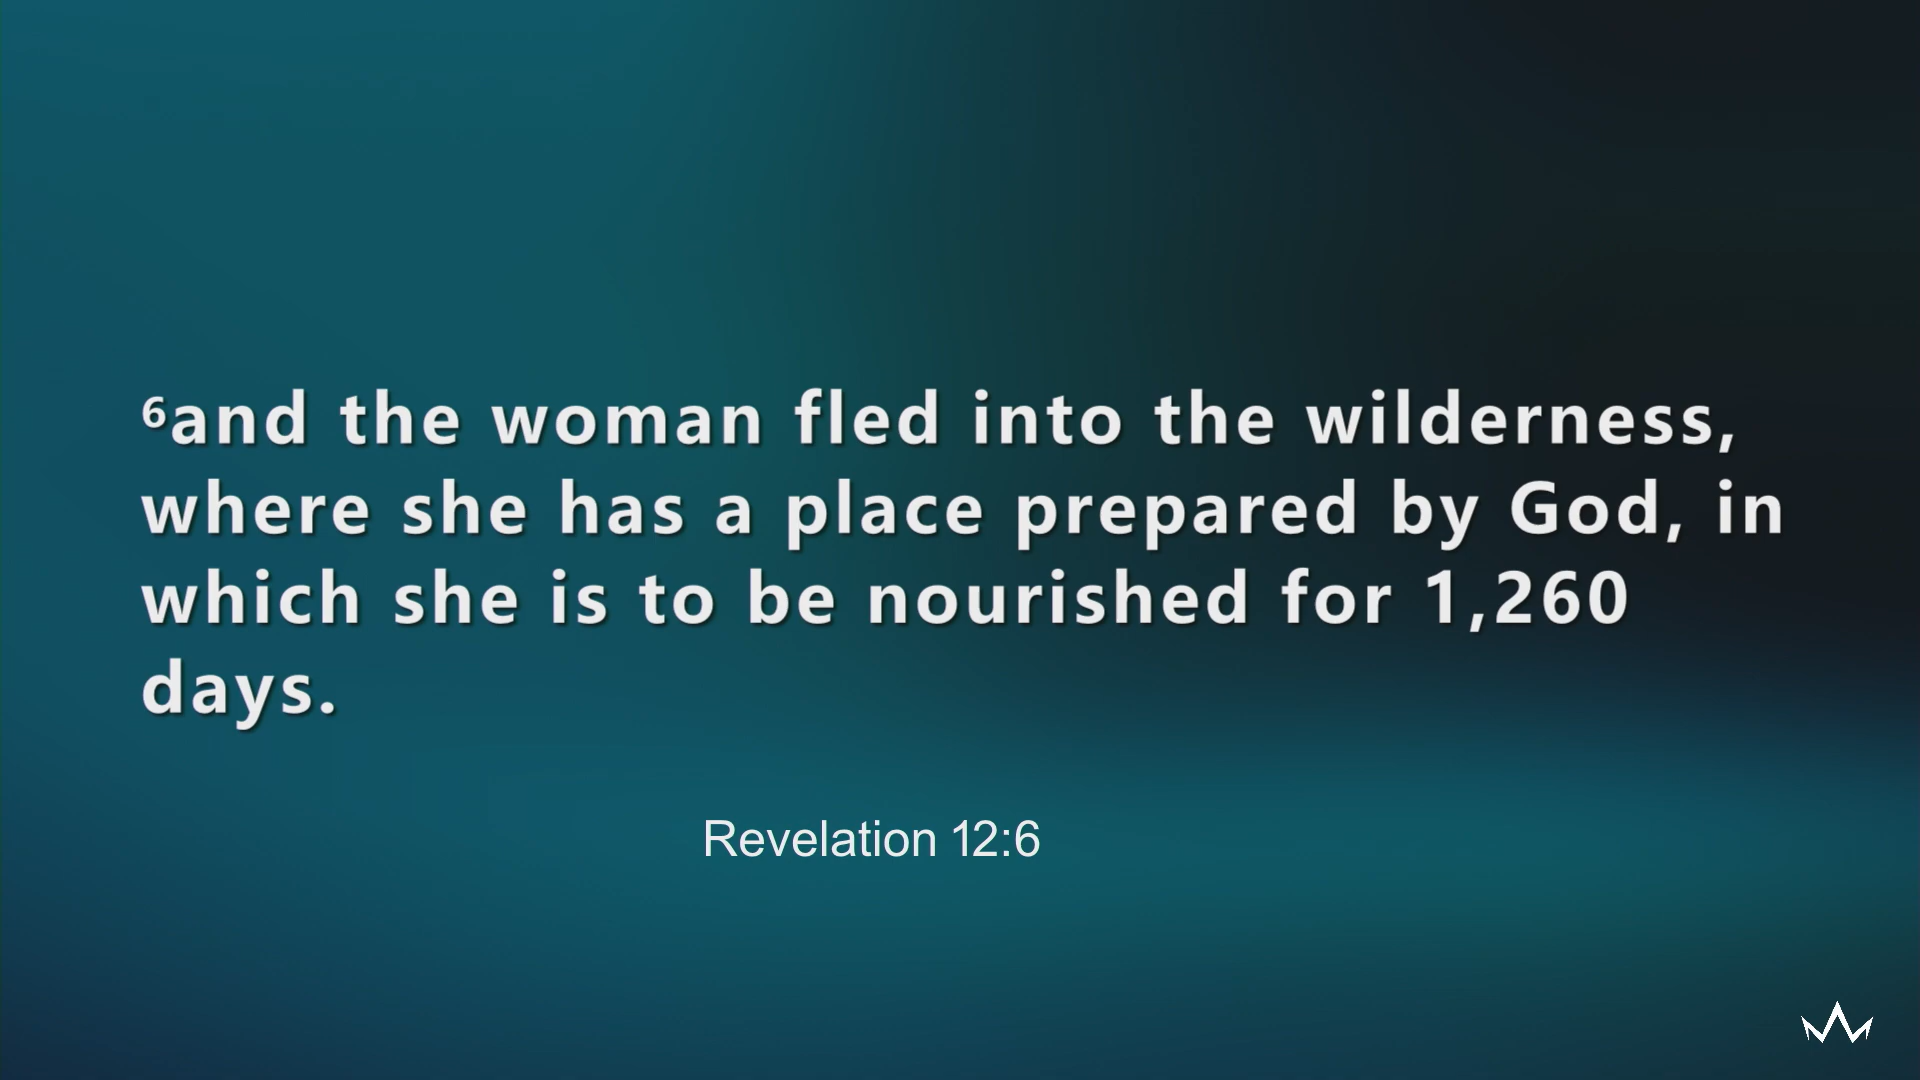 ⁶and the woman fled into the wilderness,
where she has a place prepared by God, in
which she is to be nourished for 1,260
days.
Revelation 12:6